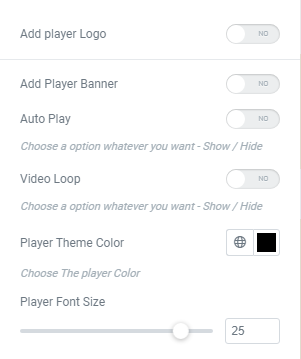 Add player Logo NO
Add Player Banner NO
Auto Play NO
Choose a option whatever you want - Show / Hide
Video Loop NO
Choose a option whatever you want - Show / Hide
Player Theme Color
Choose The player Color
Player Font Size
25